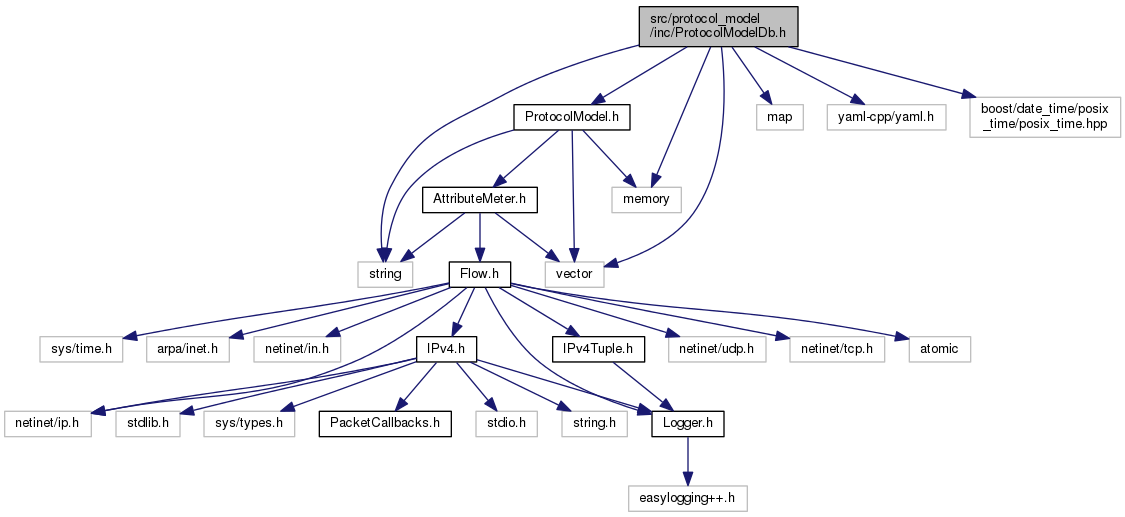 src/protocol_model
/inc/ProtocolModelDb.h
ProtocolModel.h
map
yaml-cpp/yaml.h
boost/date_time/posix
_time/posix_time.hpp
AttributeMeter.h
memory
string
Flow.h
vector
sys/time.h
arpa/inet.h
netinet/in.h
IPv4.h
IPv4Tuple.h
netinet/udp.h
netinet/tcp.h
atomic
netinet/ip.h
stdlib.h
sys/types.h
PacketCallbacks.h
stdio.h
string.h
Logger.h
easylogging++.h